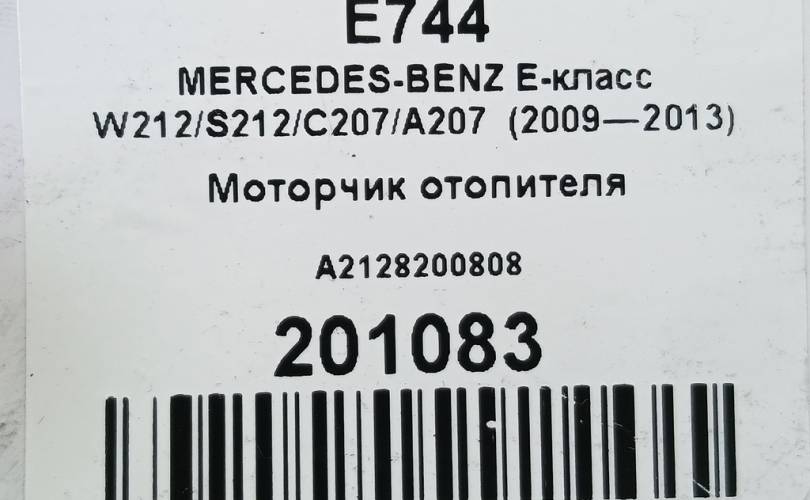 E744
MERCEDES-BENZ E-класс
W212/S212/C207/A207 (2009—2013)
Моторчик отопителя
A2128200808
201083